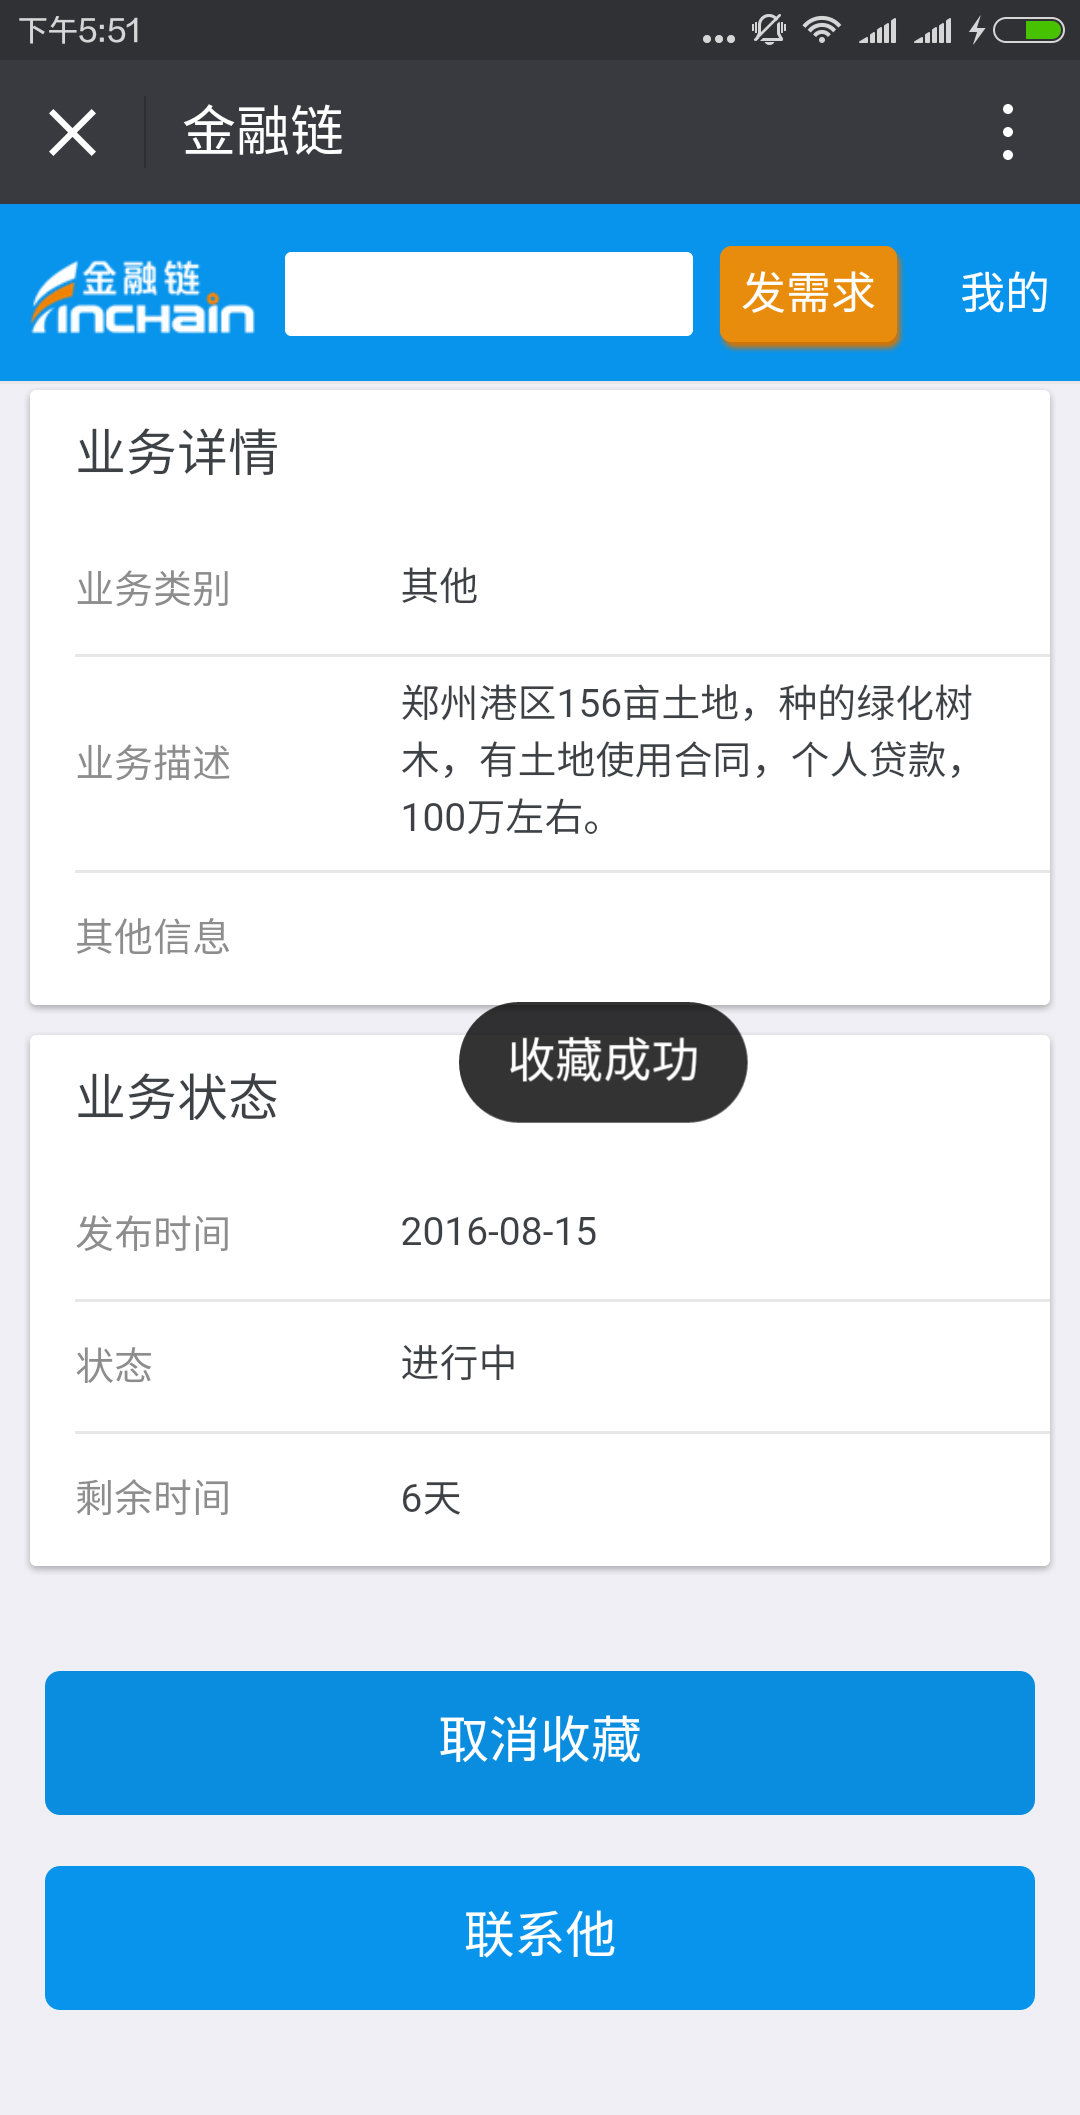 下午5:51
金融链
金融链
Finchain
发需求
我的
业务详情
业务类别
其他
业务描述
郑州港区156亩土地，种的绿化树
木，有土地使用合同，个人贷款，
100万左右。
其他信息
收藏成功
业务状态
发布时间
2016-08-15
状态
进行中
剩余时间
6天
取消收藏
联系他